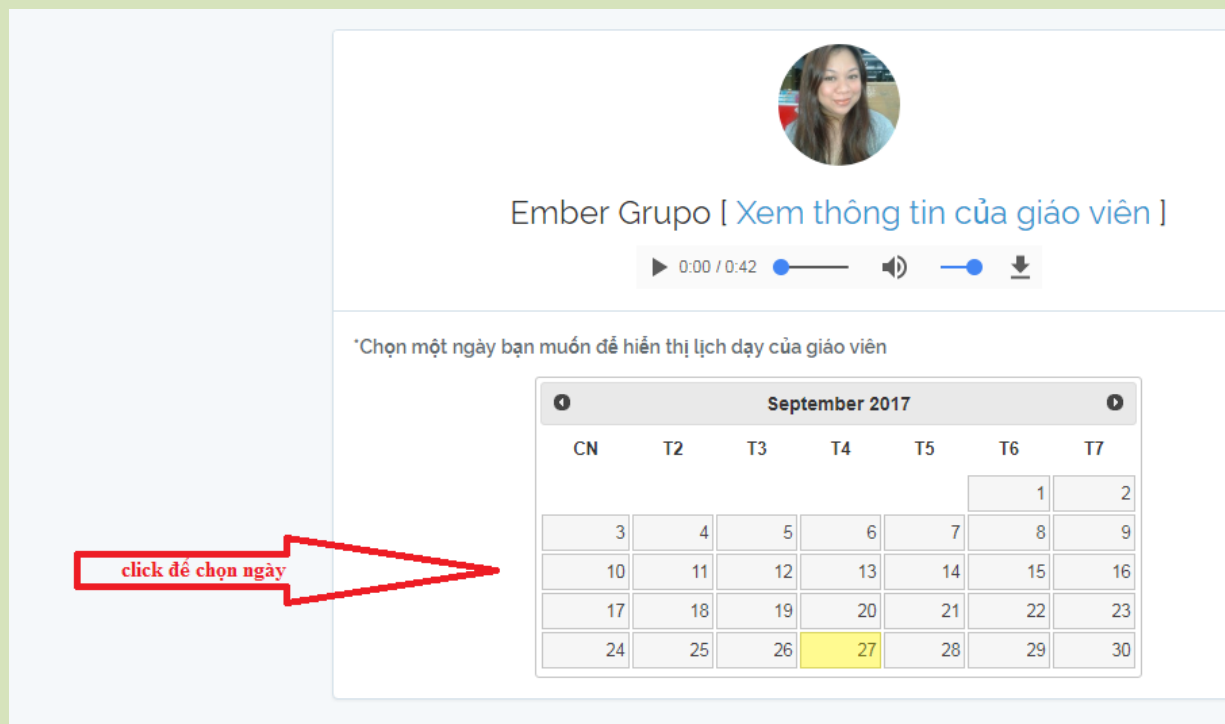 Ember Grupo [ Xem thông tin của giáo viên ]
0:00 / 0:42
*Chọn một ngày bạn muốn để hiển thị lịch dạy của giáo viên
September 2017
CN T2 T3 T4 T5 T6 T7
1 2
3 4 5 6 7 8 9
click để chọn ngày
10 11 12 13 14 15 16
17 18 19 20 21 22 23
24 25 26 27 28 29 30